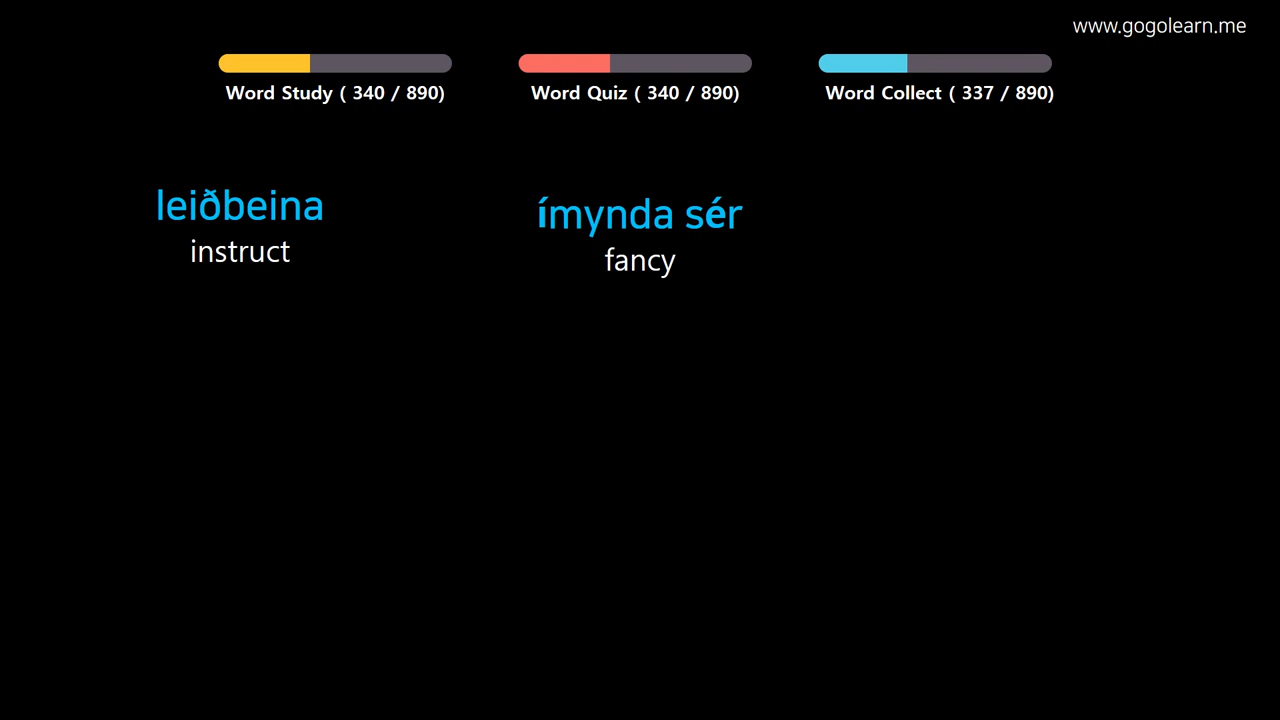 www.gogolearn.me
Word Study ( 340 / 890)
Word Quiz ( 340 / 890)
Word Collect ( 337 / 890)
leiðbeina
instruct
ímynda sér
fancy